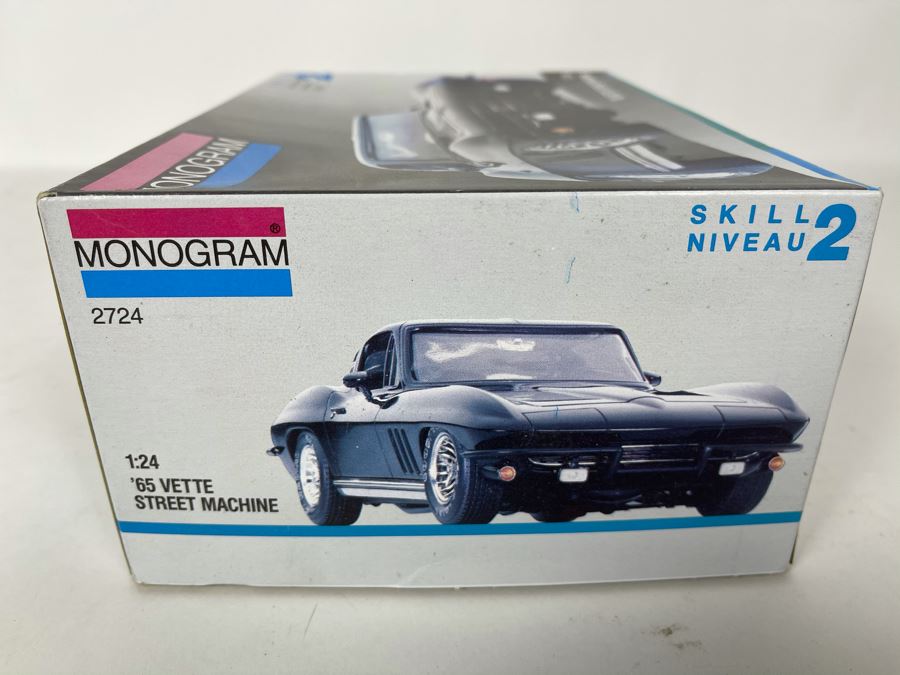 MONOGRAM
MONOGRAM ®
2724
SKILL 2
NIVEAU
1:24
'65 VETTE
STREET MACHINE